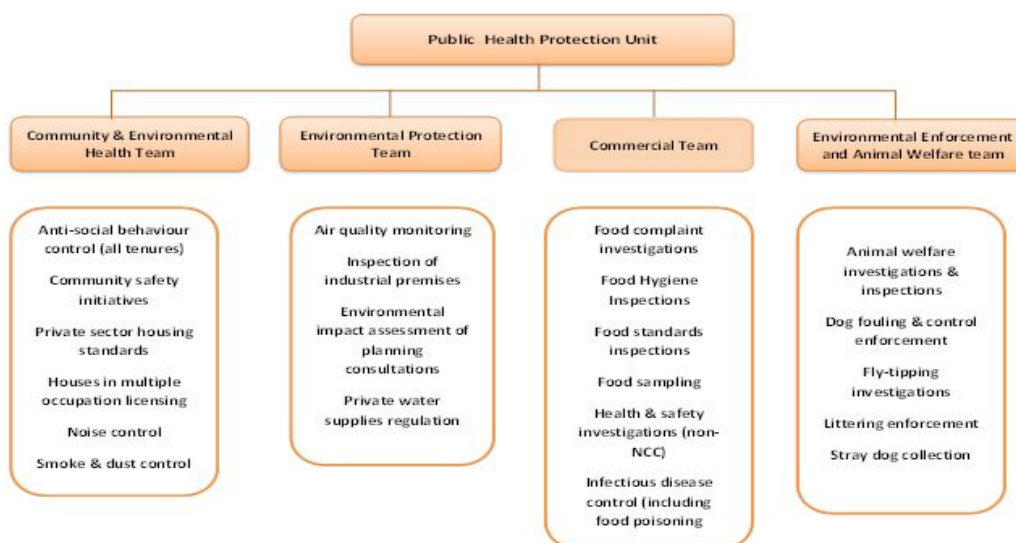 Public Health Protection Unit
Community & Environmental
Health Team
Environmental Protection
Team
Commercial Team
Environmental Enforcement
and Animal Welfare team
Anti-social behaviour
control (all tenures)
Community safety
initiatives
Private sector housing
standards
Houses in multiple
occupation licensing
Noise control
Smoke & dust control
Air quality monitoring
Inspection of
industrial premises
Environmental
impact assessment of
planning
consultations
Private water
supplies regulation
Food complaint
investigations
Food Hygiene
Inspections
Food standards
inspections
Food sampling
Health & safety
investigations (non-
NCC)
Infectious disease
control (including
food poisoning
Animal welfare
investigations &
inspections
Dog fouling & control
enforcement
Fly-tipping
investigations
Littering enforcement
Stray dog collection